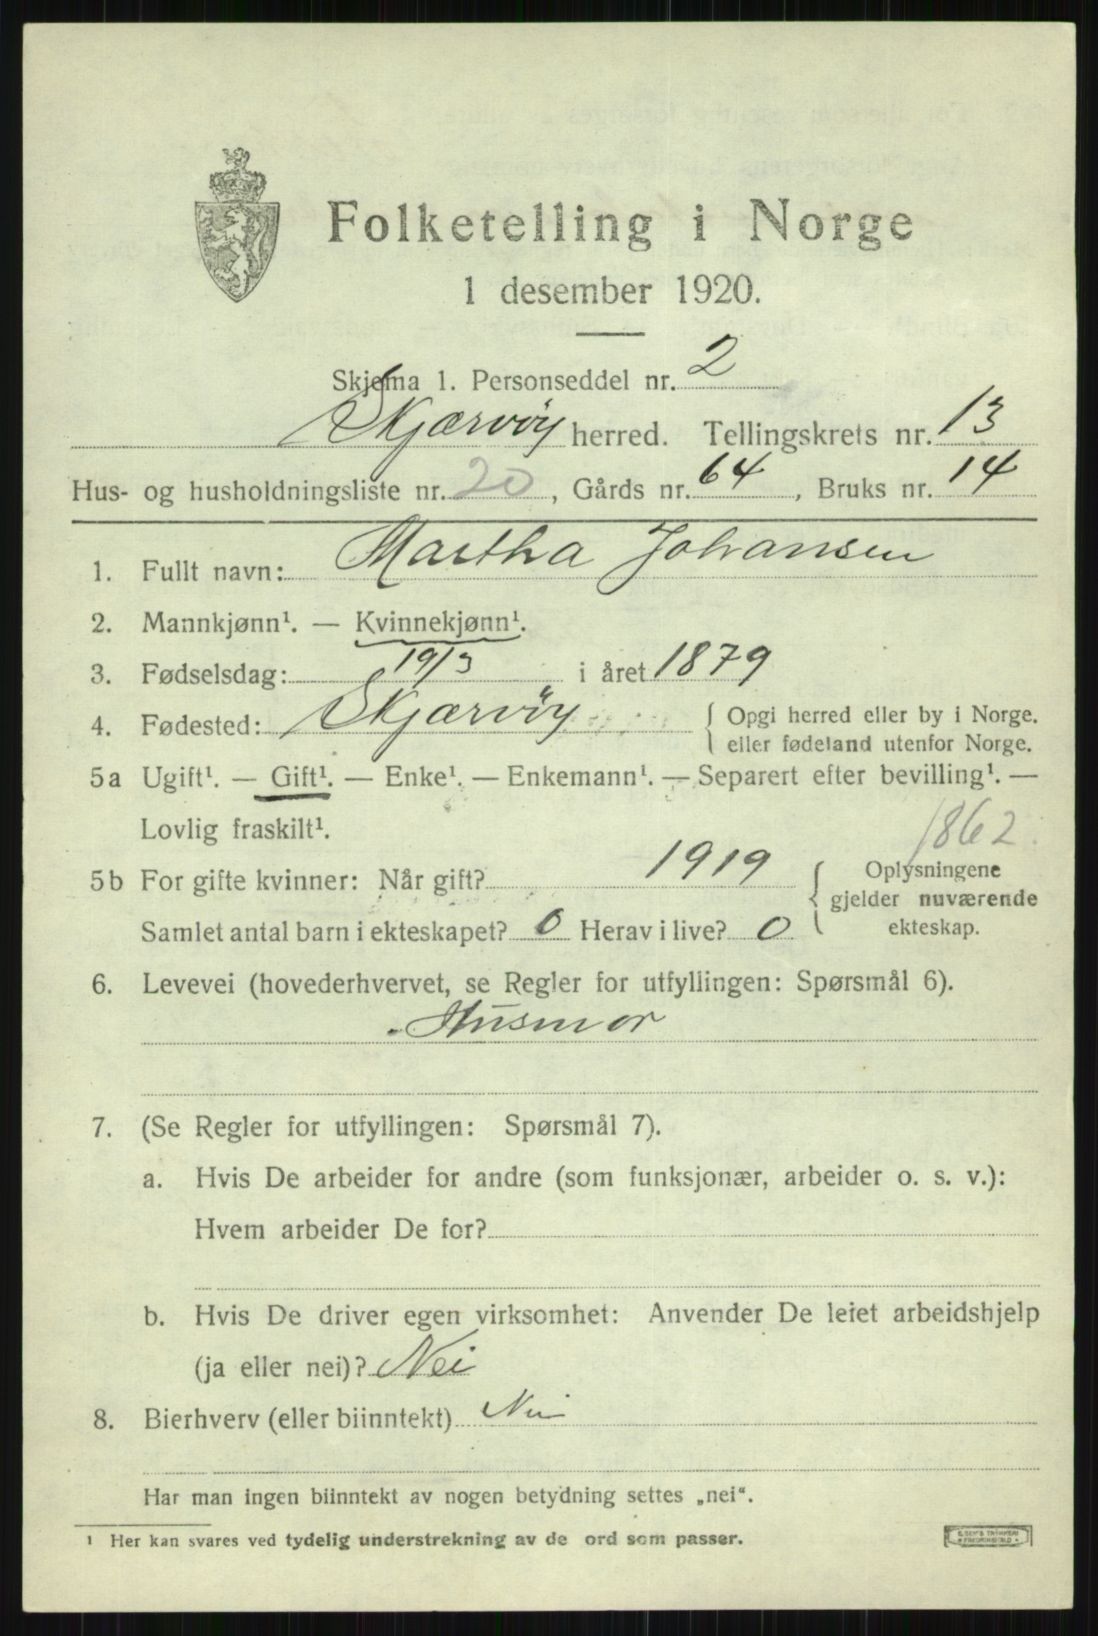 Folketelling i Norge
1 desember 1920.
Skjema 1. Personseddel nr. 2
Skjærvöy herred. Tellingskrets nr. 13
Hus- og husholdningsliste nr. 20, Gårds nr. 64, Bruks nr. 14
1. Fullt navn: Martha Johansen
2. Mannkjønn¹. — Kvinnekjønn¹.
3. Fødselsdag: 19/3 i året 1879
4. Fødested: Skjærvöy { Opgi herred eller by i Norge.
eller fødeland utenfor Norge.
5a Ugift¹. — Gift¹. — Enke¹. — Enkemann¹. — Separert efter bevilling¹. —
Lovlig fraskilt¹.
1862
5b For gifte kvinner: Når gift? 1919 { Oplysningene
gjelder nuværende
ekteskap.
Samlet antal barn i ekteskapet? 0 Herav i live? 0
6. Levevei (hovederhvervet, se Regler for utfyllingen: Spørsmål 6).
Husmor
7. (Se Regler for utfyllingen: Spørsmål 7).
a. Hvis De arbeider for andre (som funksjonær, arbeider o. s. v.):
Hvem arbeider De for?
b. Hvis De driver egen virksomhet: Anvender De leiet arbeidshjelp
(ja eller nei)? Nei
8. Bierhverv (eller biinntekt) Nei
Har man ingen biinntekt av nogen betydning settes „nei".
¹ Her kan svares ved tydelig understrekning av de ord som passer.